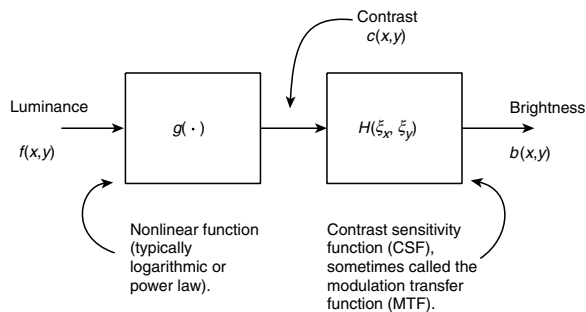 Contrast
c(x,y)
Luminance
f(x,y)
g( · )
H(ξx, ξy)
Brightness
b(x,y)
Nonlinear function
(typically
logarithmic or
power law).
Contrast sensitivity
function (CSF),
sometimes called the
modulation transfer
function (MTF).